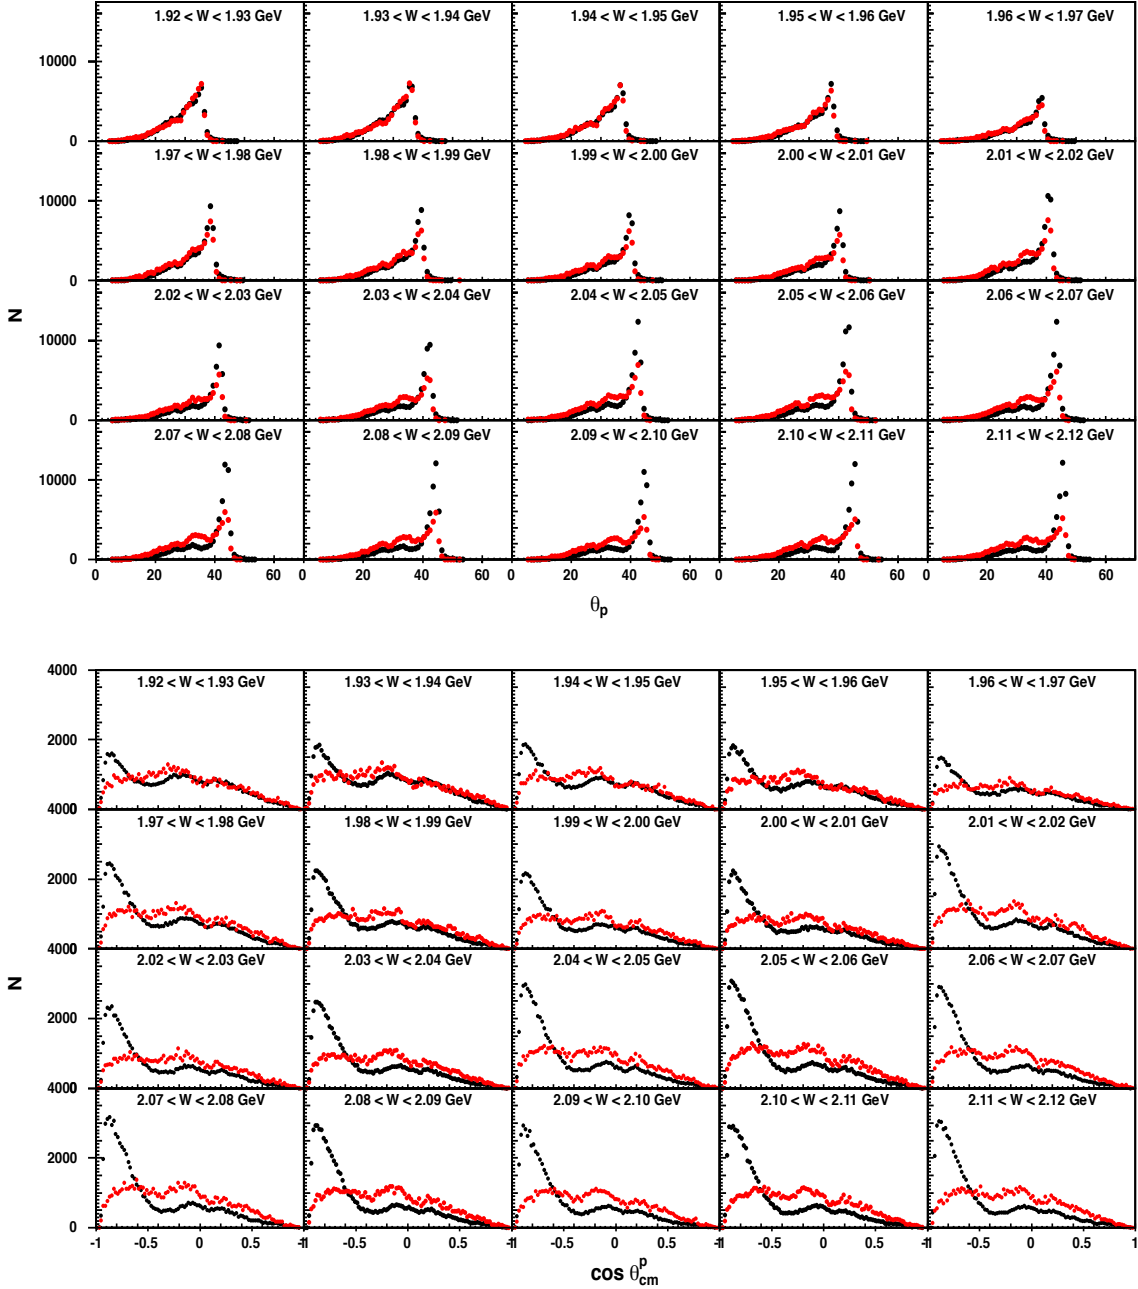 1.92 < W < 1.93 GeV 1.93 < W < 1.94 GeV 1.94 < W < 1.95 GeV 1.95 < W < 1.96 GeV 1.96 < W < 1.97 GeV
10000
0
1.97 < W < 1.98 GeV 1.98 < W < 1.99 GeV 1.99 < W < 2.00 GeV 2.00 < W < 2.01 GeV 2.01 < W < 2.02 GeV
10000
0
2.02 < W < 2.03 GeV 2.03 < W < 2.04 GeV 2.04 < W < 2.05 GeV 2.05 < W < 2.06 GeV 2.06 < W < 2.07 GeV
N
10000
0
2.07 < W < 2.08 GeV 2.08 < W < 2.09 GeV 2.09 < W < 2.10 GeV 2.10 < W < 2.11 GeV 2.11 < W < 2.12 GeV
10000
0
0 20 40 60 0 20 40 60 0 20 40 60 0 20 40 60 0 20 40 60
θp
4000
1.92 < W < 1.93 GeV 1.93 < W < 1.94 GeV 1.94 < W < 1.95 GeV 1.95 < W < 1.96 GeV 1.96 < W < 1.97 GeV
2000
4000
1.97 < W < 1.98 GeV 1.98 < W < 1.99 GeV 1.99 < W < 2.00 GeV 2.00 < W < 2.01 GeV 2.01 < W < 2.02 GeV
2000
4000
2.02 < W < 2.03 GeV 2.03 < W < 2.04 GeV 2.04 < W < 2.05 GeV 2.05 < W < 2.06 GeV 2.06 < W < 2.07 GeV
N
2000
4000
2.07 < W < 2.08 GeV 2.08 < W < 2.09 GeV 2.09 < W < 2.10 GeV 2.10 < W < 2.11 GeV 2.11 < W < 2.12 GeV
2000
0
-1 -0.5 0 0.5 -0.5 0 0.5 -0.5 0 0.5 -0.5 0 0.5 -0.5 0 0.5 1
cos θ^p_cm